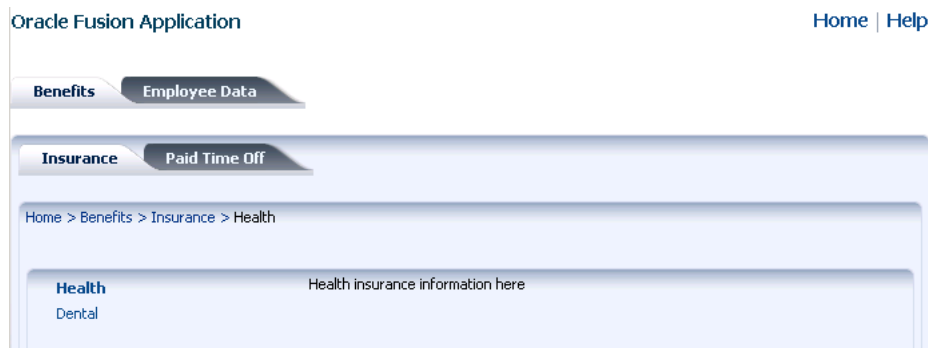 Oracle Fusion Application Home | Help
Benefits Employee Data
Insurance Paid Time Off
Home > Benefits > Insurance > Health
Health Health insurance information here
Dental